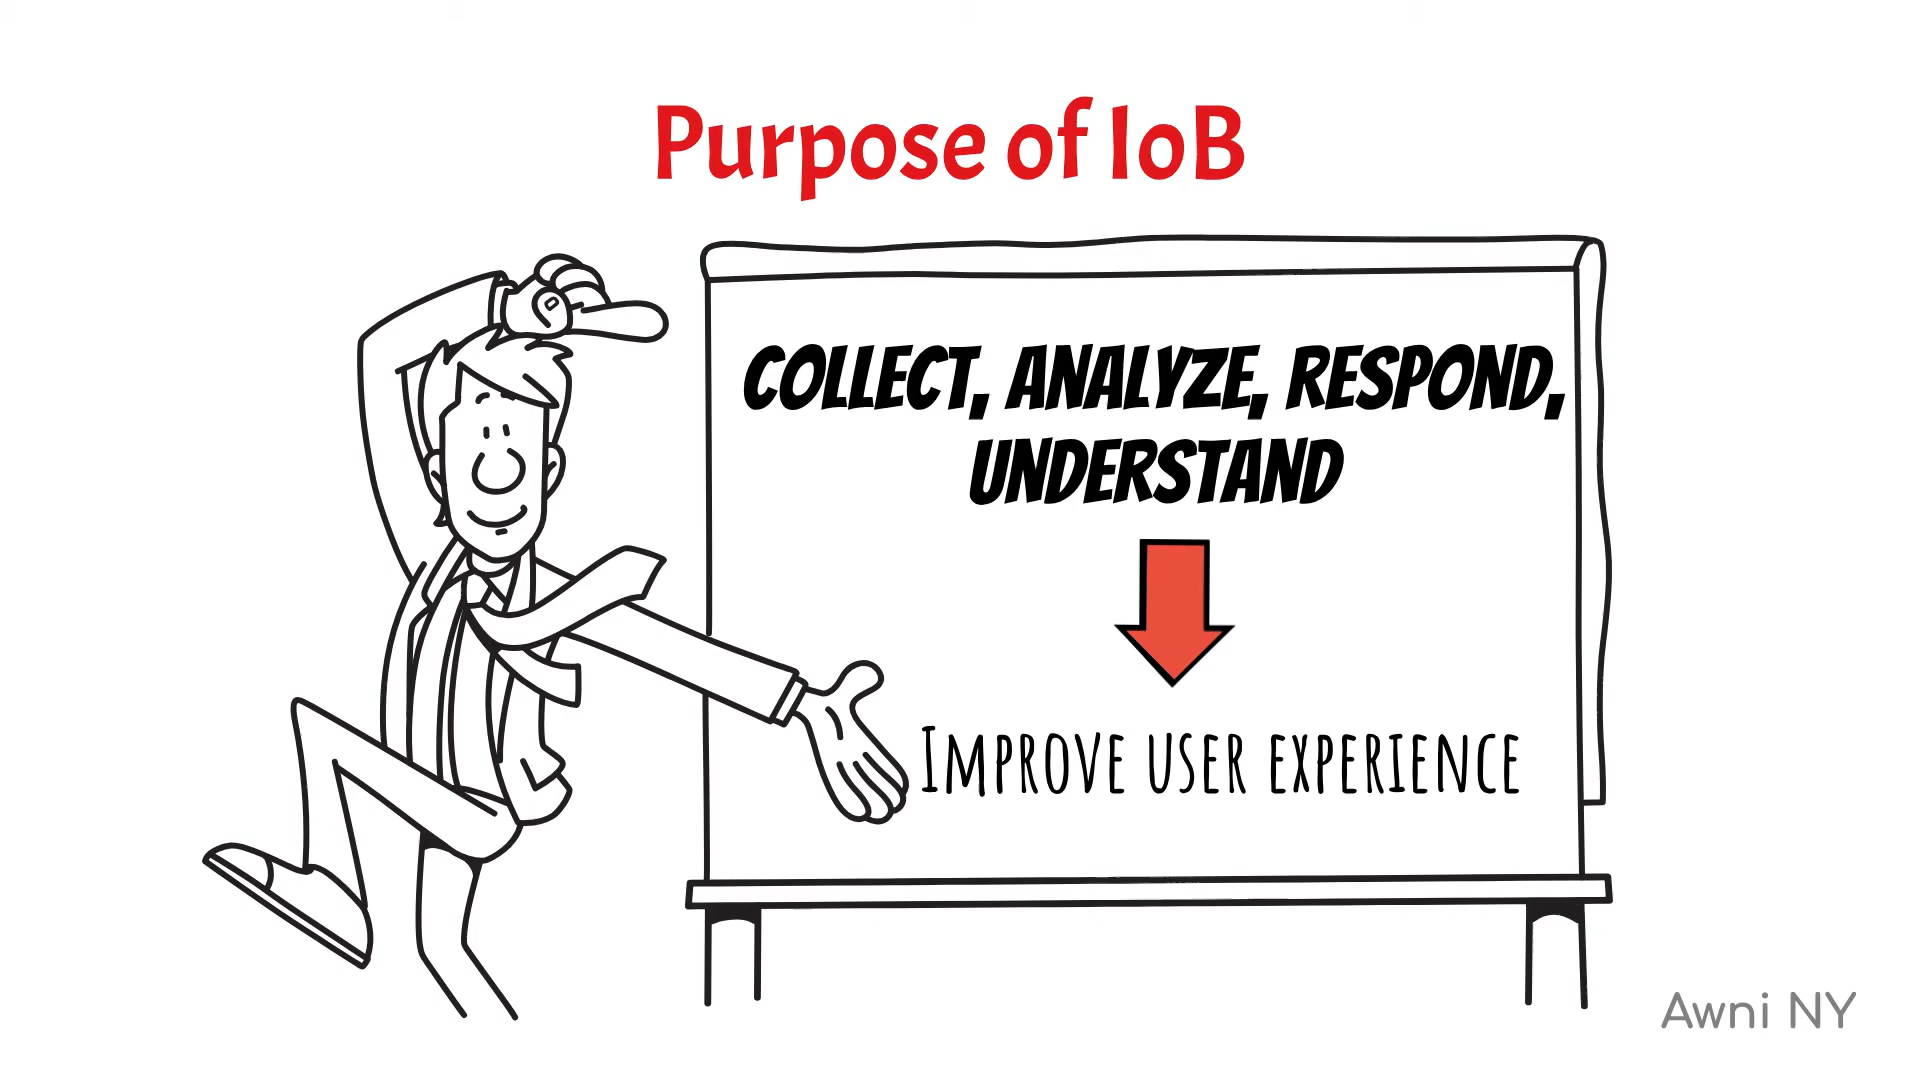 Purpose of IoB
COLLECT, ANALYZE, RESPOND,
UNDERSTAND
Improve user experience
Awni NY